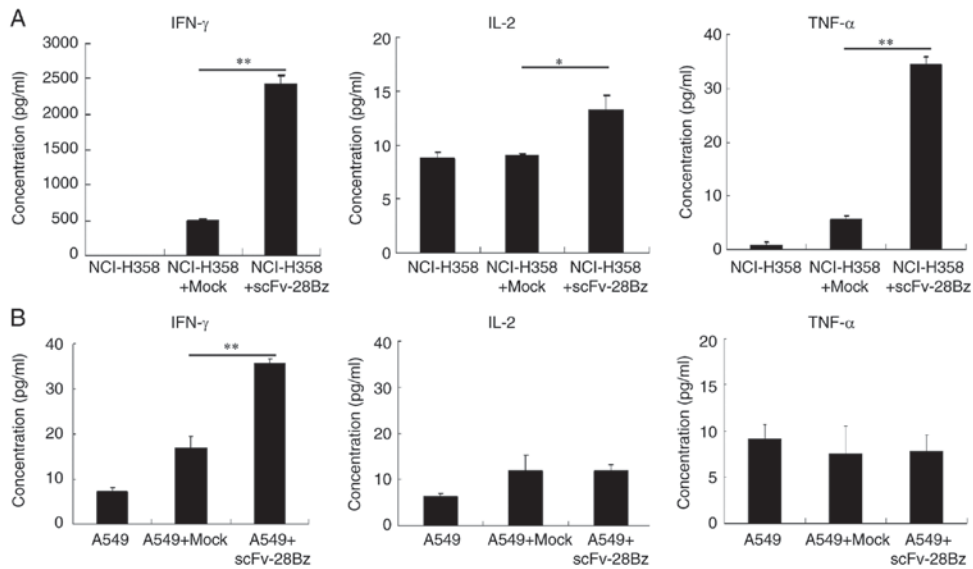 A
IFN-γ
Concentration (pg/ml)
3000
2500
2000
1500
1000
500
0
**
NCI-H358
NCI-H358
+Mock
NCI-H358
+scFv-28Bz
IL-2
Concentration (pg/ml)
20
15
10
5
0
*
NCI-H358
NCI-H358
+Mock
NCI-H358
+scFv-28Bz
TNF-α
Concentration (pg/ml)
40
30
20
10
0
**
NCI-H358
NCI-H358
+Mock
NCI-H358
+scFv-28Bz
B
IFN-γ
Concentration (pg/ml)
40
30
20
10
0
**
A549
A549+Mock
A549+
scFv-28Bz
IL-2
Concentration (pg/ml)
40
30
20
10
0
A549
A549+Mock
A549+
scFv-28Bz
TNF-α
Concentration (pg/ml)
20
15
10
5
0
A549
A549+Mock
A549+
scFv-28Bz